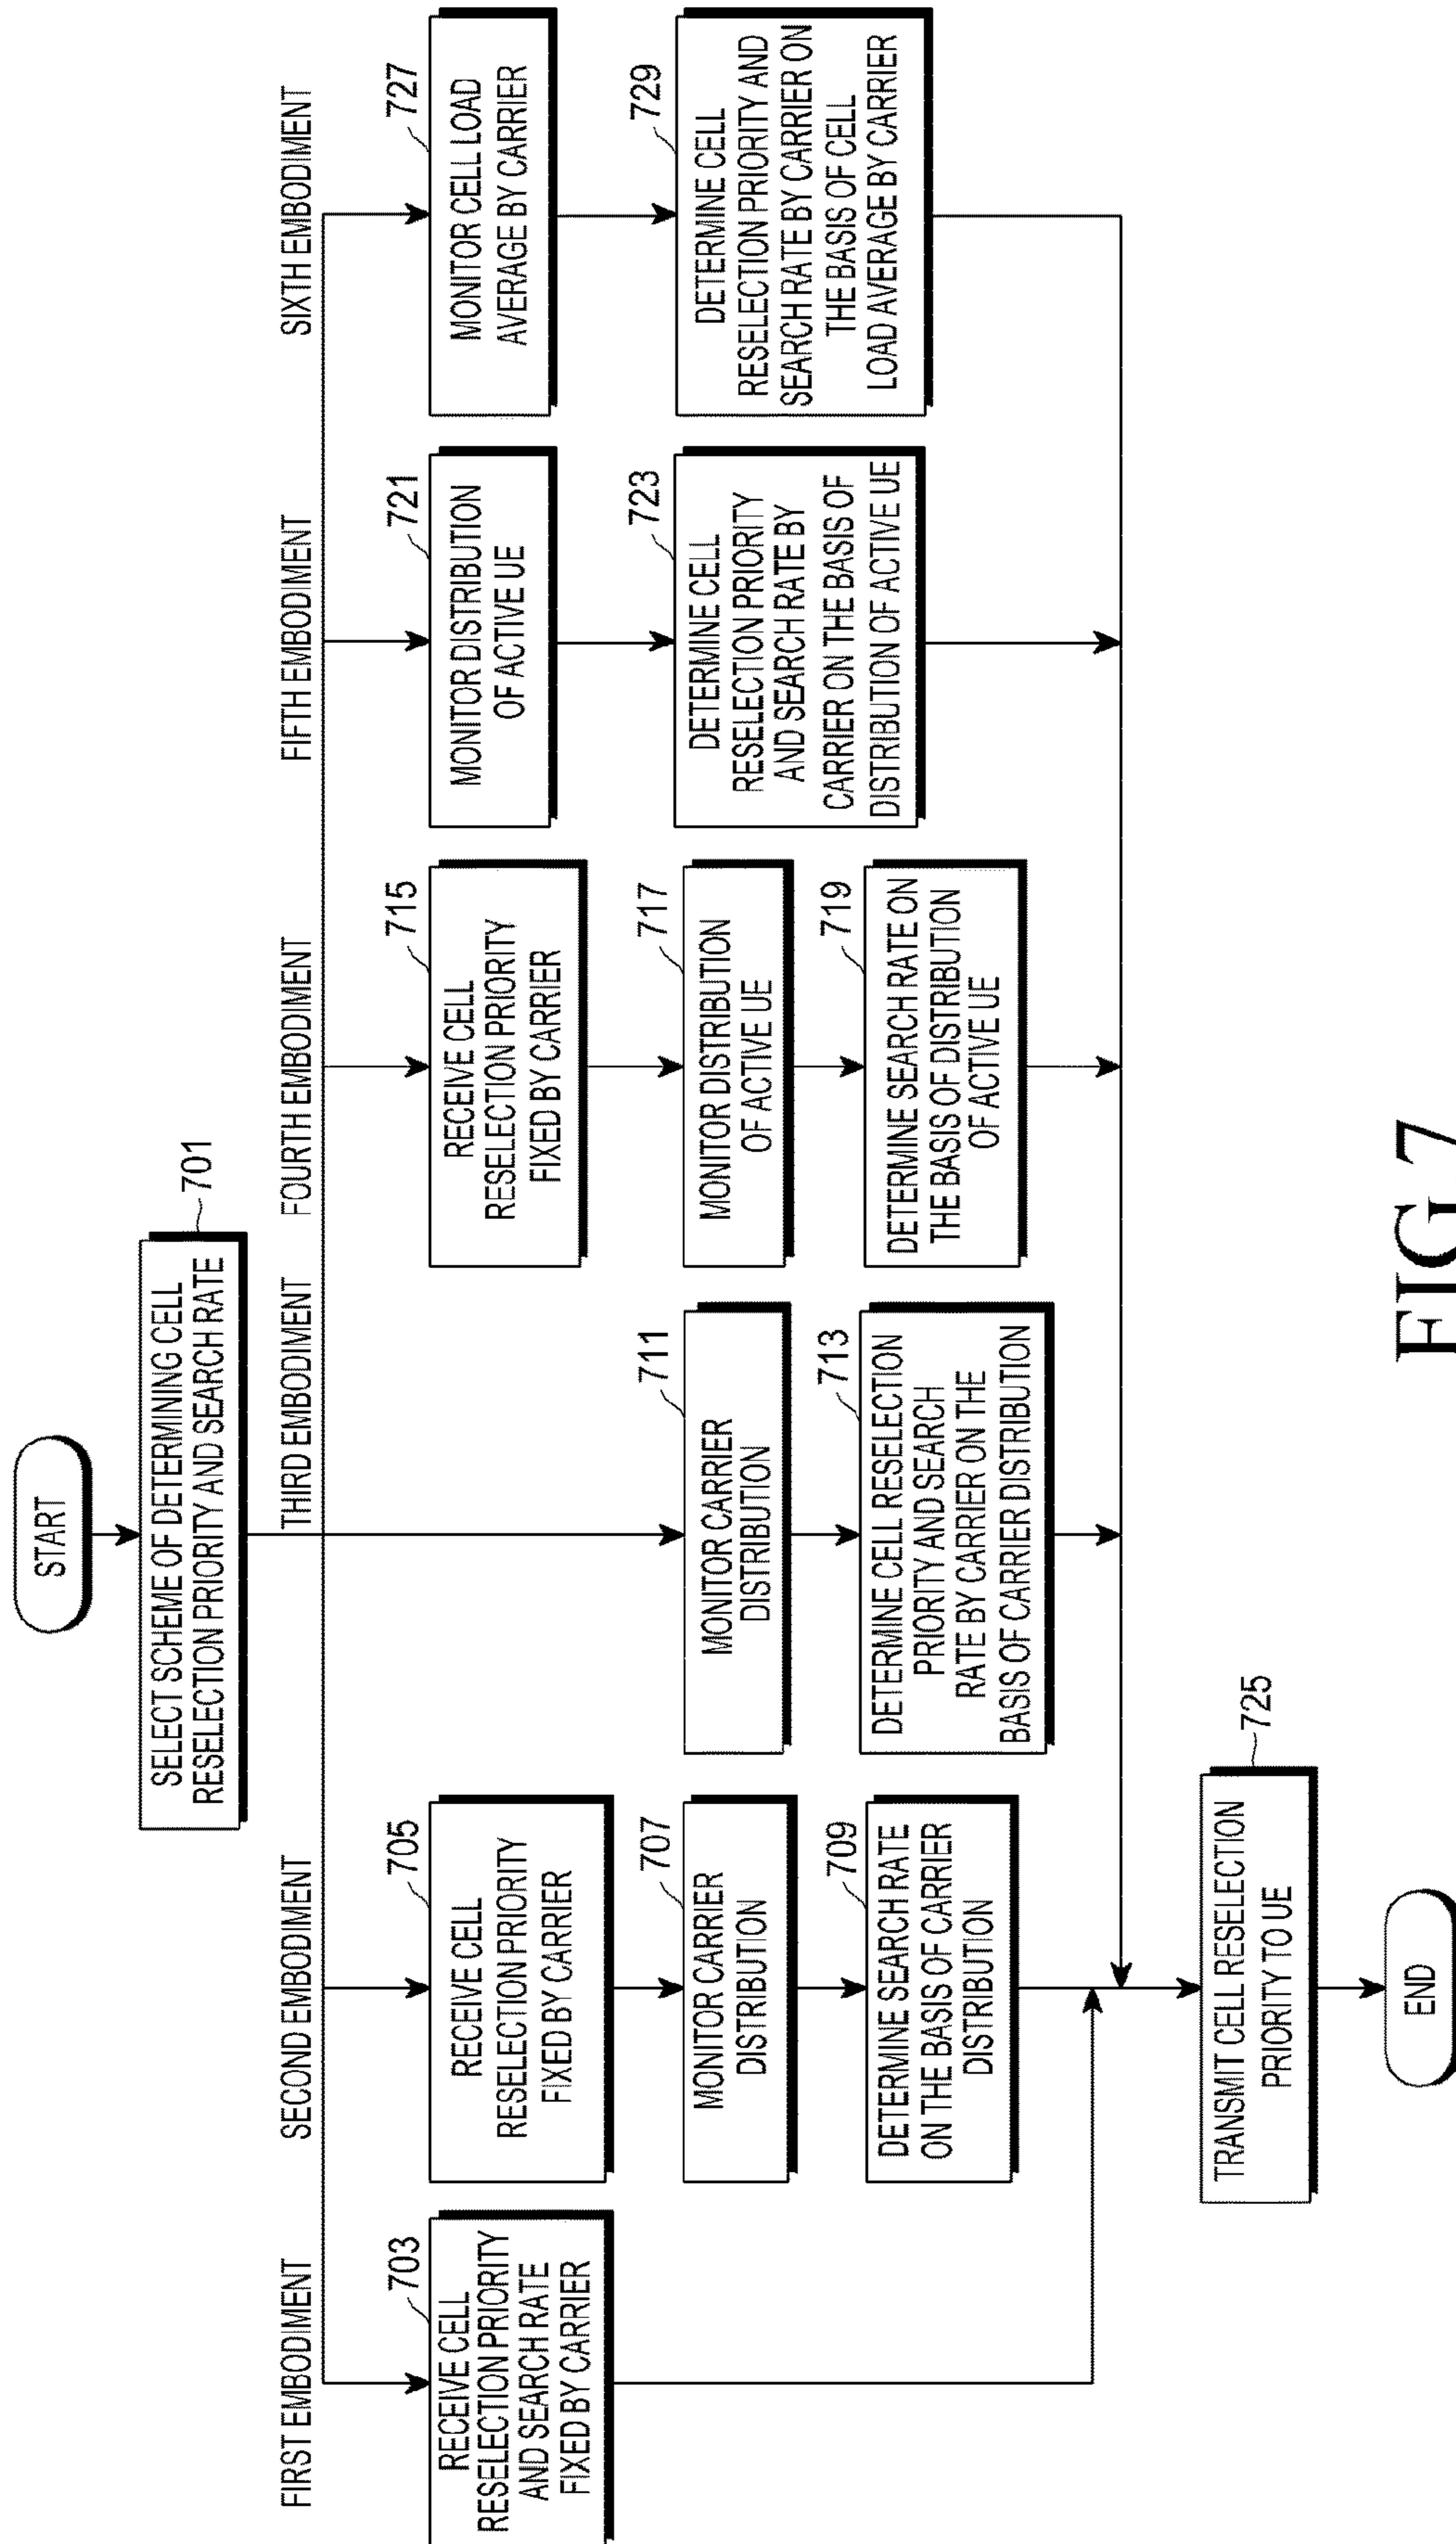 START
701
SELECT SCHEME OF DETERMINING CELL
RESELECTION PRIORITY AND SEARCH RATE
FIRST EMBODIMENT
703
RECEIVE CELL
RESELECTION PRIORITY
AND SEARCH RATE
FIXED BY CARRIER
SECOND EMBODIMENT
705
RECEIVE CELL
RESELECTION PRIORITY
FIXED BY CARRIER
707
MONITOR CARRIER
DISTRIBUTION
709
DETERMINE SEARCH RATE
ON THE BASIS OF CARRIER
DISTRIBUTION
THIRD EMBODIMENT
711
MONITOR CARRIER
DISTRIBUTION
713
DETERMINE CELL RESELECTION
PRIORITY AND SEARCH
RATE BY CARRIER ON THE
BASIS OF CARRIER DISTRIBUTION
FOURTH EMBODIMENT
715
RECEIVE CELL
RESELECTION PRIORITY
FIXED BY CARRIER
717
MONITOR DISTRIBUTION
OF ACTIVE UE
719
DETERMINE SEARCH RATE ON
THE BASIS OF DISTRIBUTION
OF ACTIVE UE
FIFTH EMBODIMENT
721
MONITOR DISTRIBUTION
OF ACTIVE UE
723
DETERMINE CELL
RESELECTION PRIORITY
AND SEARCH RATE BY
CARRIER ON THE BASIS OF
DISTRIBUTION OF ACTIVE UE
SIXTH EMBODIMENT
727
MONITOR CELL LOAD
AVERAGE BY CARRIER
729
DETERMINE CELL
RESELECTION PRIORITY AND
SEARCH RATE BY CARRIER ON
THE BASIS OF CELL
LOAD AVERAGE BY CARRIER
725
TRANSMIT CELL RESELECTION
PRIORITY TO UE
END
FIG.7